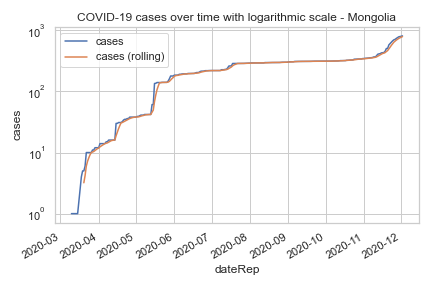 COVID-19 cases over time with logarithmic scale - Mongolia
cases
cases (rolling)
10³
10²
10¹
10⁰
cases
2020-03
2020-04
2020-05
2020-06
2020-07
2020-08
2020-09
2020-10
2020-11
2020-12
dateRep